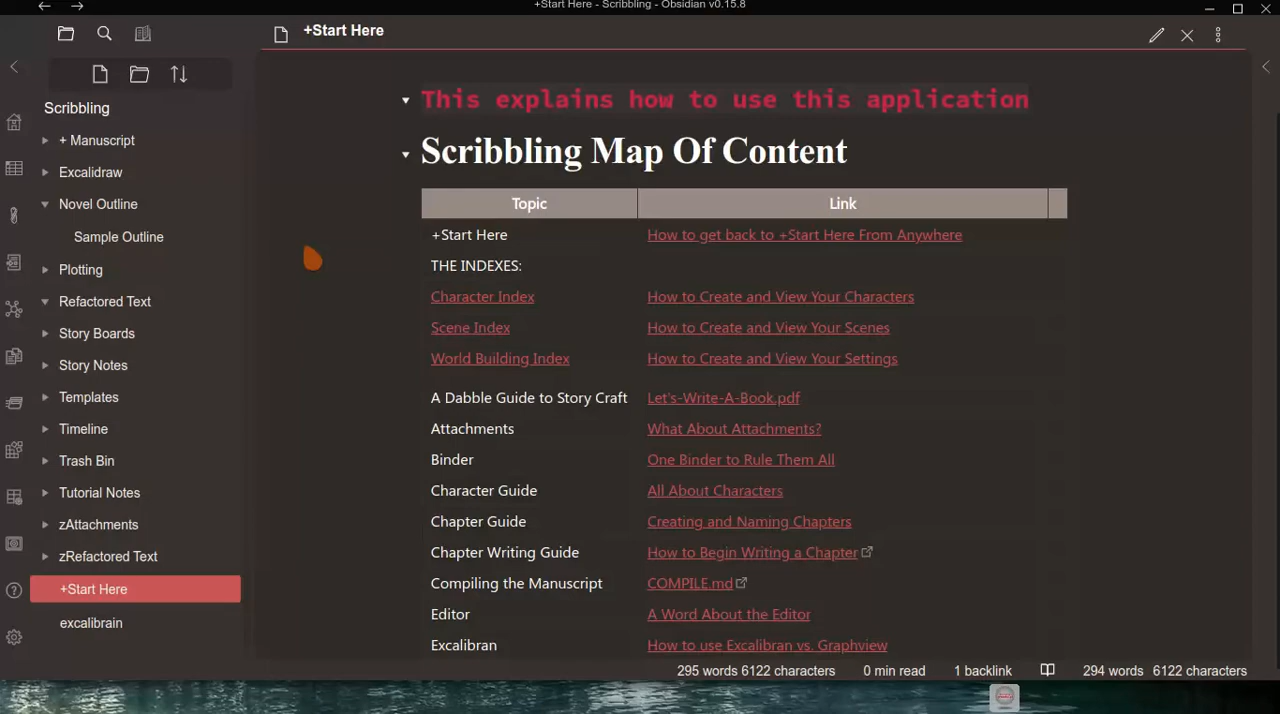 +Start Here - Scribbling - Obsidian v0.15.8
+Start Here
Scribbling
+ Manuscript
Excalidraw
Novel Outline
Sample Outline
Plotting
Refactored Text
Story Boards
Story Notes
Templates
Timeline
Trash Bin
Tutorial Notes
zAttachments
zRefactored Text
+Start Here
excalibrain
This explains how to use this application
Scribbling Map Of Content
Topic Link
+Start Here How to get back to +Start Here From Anywhere
THE INDEXES:
Character Index How to Create and View Your Characters
Scene Index How to Create and View Your Scenes
World Building Index How to Create and View Your Settings
A Dabble Guide to Story Craft Let's-Write-A-Book.pdf
Attachments What About Attachments?
Binder One Binder to Rule Them All
Character Guide All About Characters
Chapter Guide Creating and Naming Chapters
Chapter Writing Guide How to Begin Writing a Chapter
Compiling the Manuscript COMPILE.md
Editor A Word About the Editor
Excalibran How to use Excalibran vs. Graphview
295 words 6122 characters 0 min read 1 backlink 294 words 6122 characters